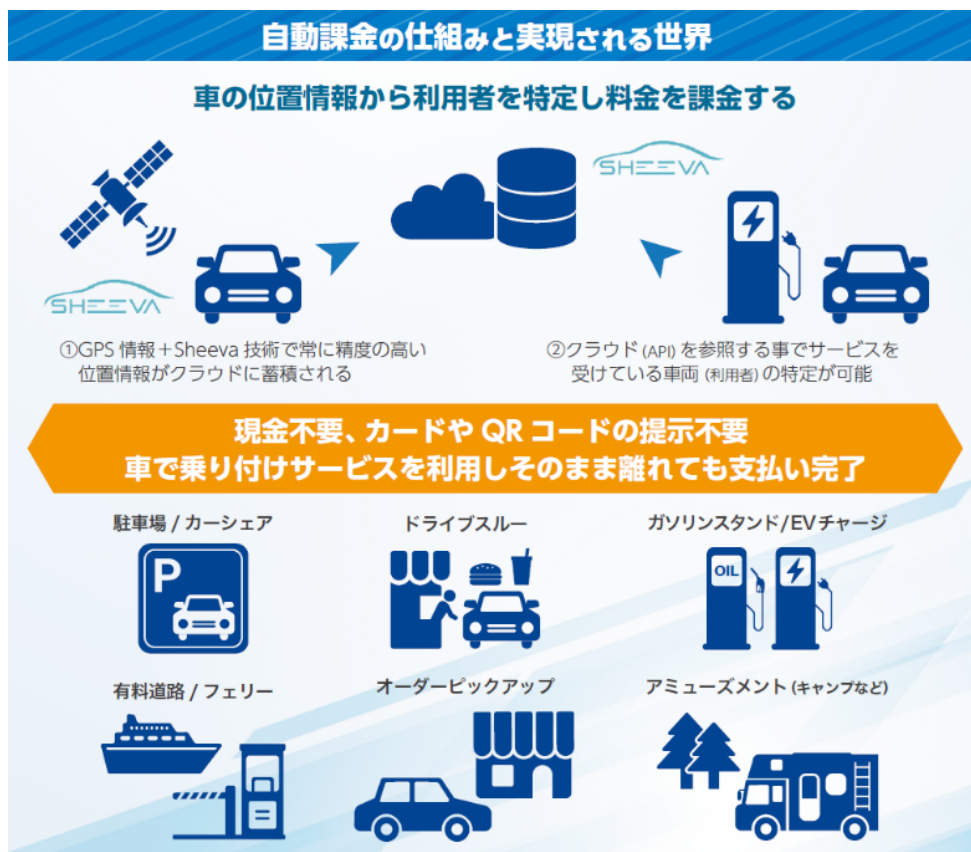 自動課金の仕組みと実現される世界
車の位置情報から利用者を特定し料金を課金する
SHEEVA
SHEEVA
①GPS 情報＋Sheeva 技術で常に精度の高い
位置情報がクラウドに蓄積される
②クラウド (API) を参照する事でサービスを
受けている車両 (利用者) の特定が可能
現金不要、カードや QR コードの提示不要
車で乗り付けサービスを利用しそのまま離れても支払い完了
駐車場 / カーシェア
ドライブスルー
ガソリンスタンド/EVチャージ
P
OIL
有料道路 / フェリー
オーダーピックアップ
アミューズメント (キャンプなど)